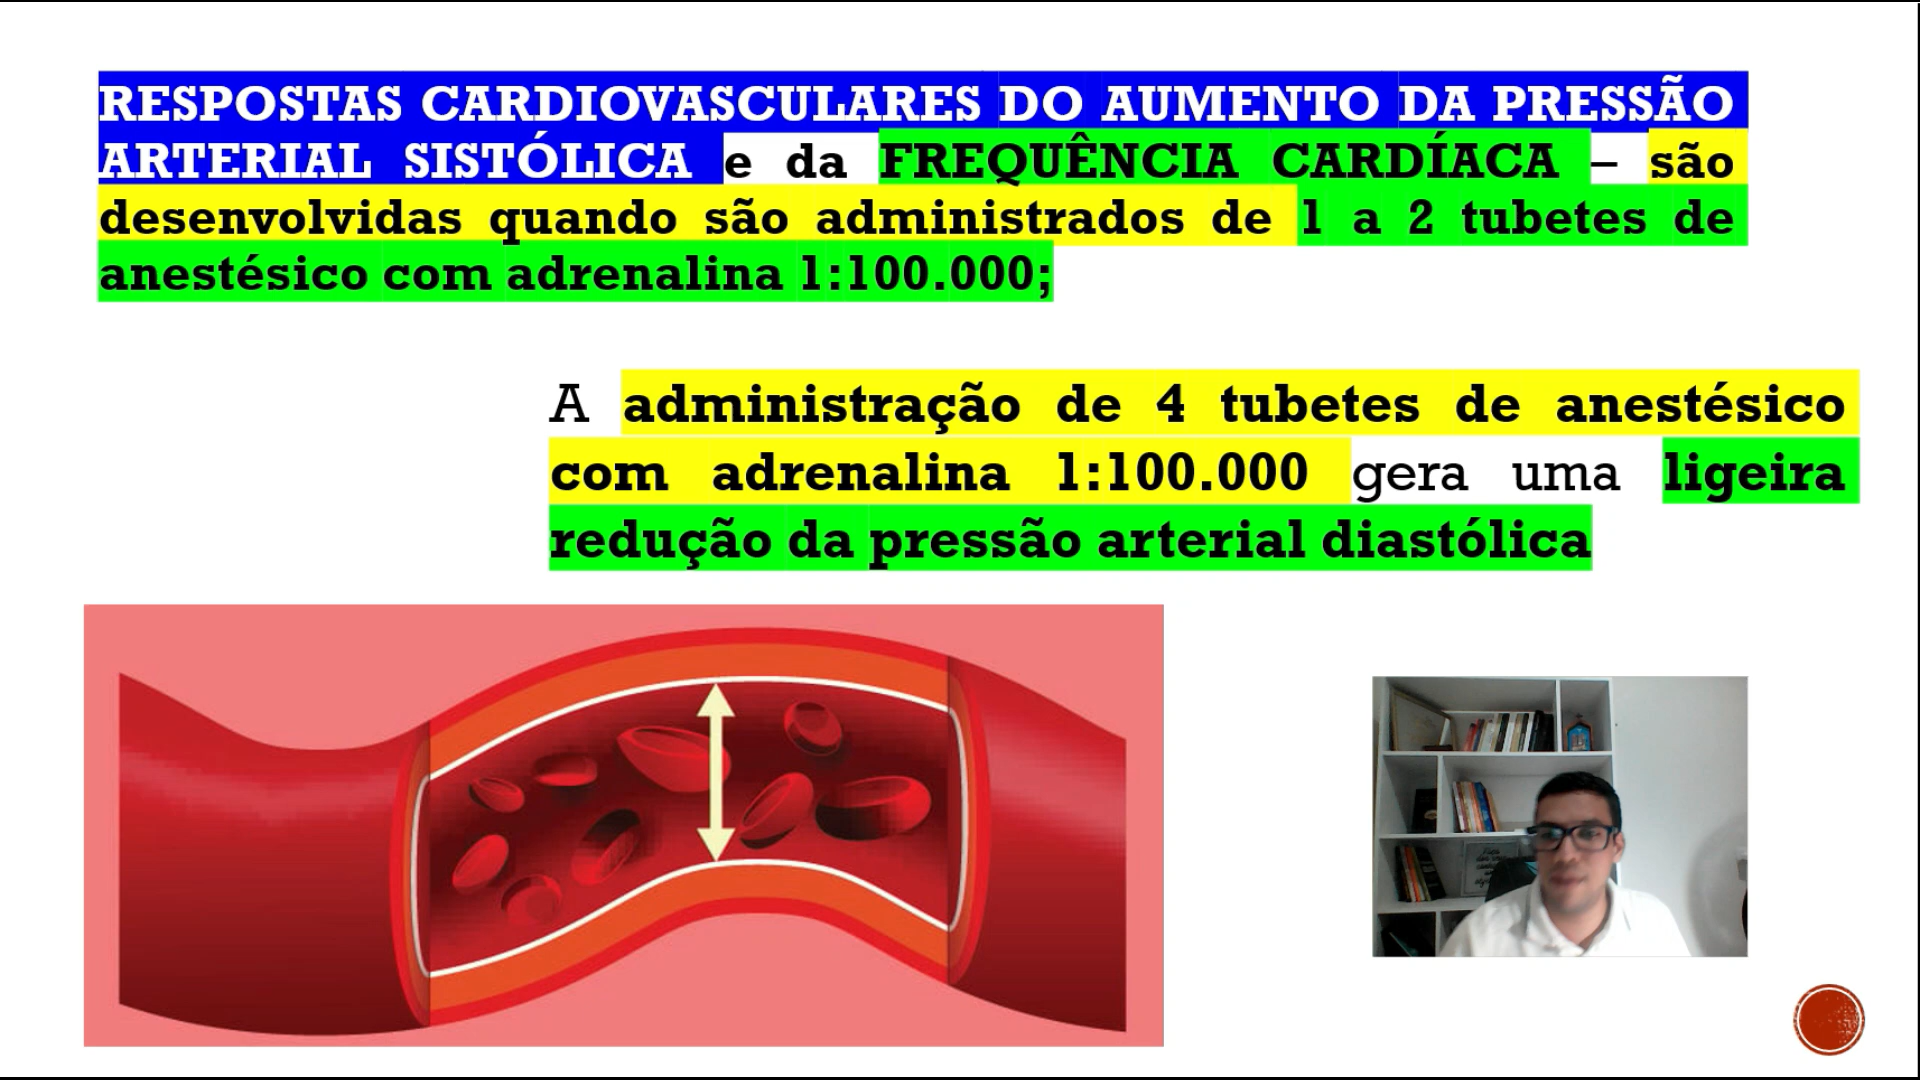 RESPOSTAS CARDIOVASCULARES DO AUMENTO DA PRESSÃO
ARTERIAL SISTÓLICA e da FREQUÊNCIA CARDÍACA – são
desenvolvidas quando são administrados de 1 a 2 tubetes de
anestésico com adrenalina 1:100.000;
A administração de 4 tubetes de anestésico
com adrenalina 1:100.000 gera uma ligeira
redução da pressão arterial diastólica